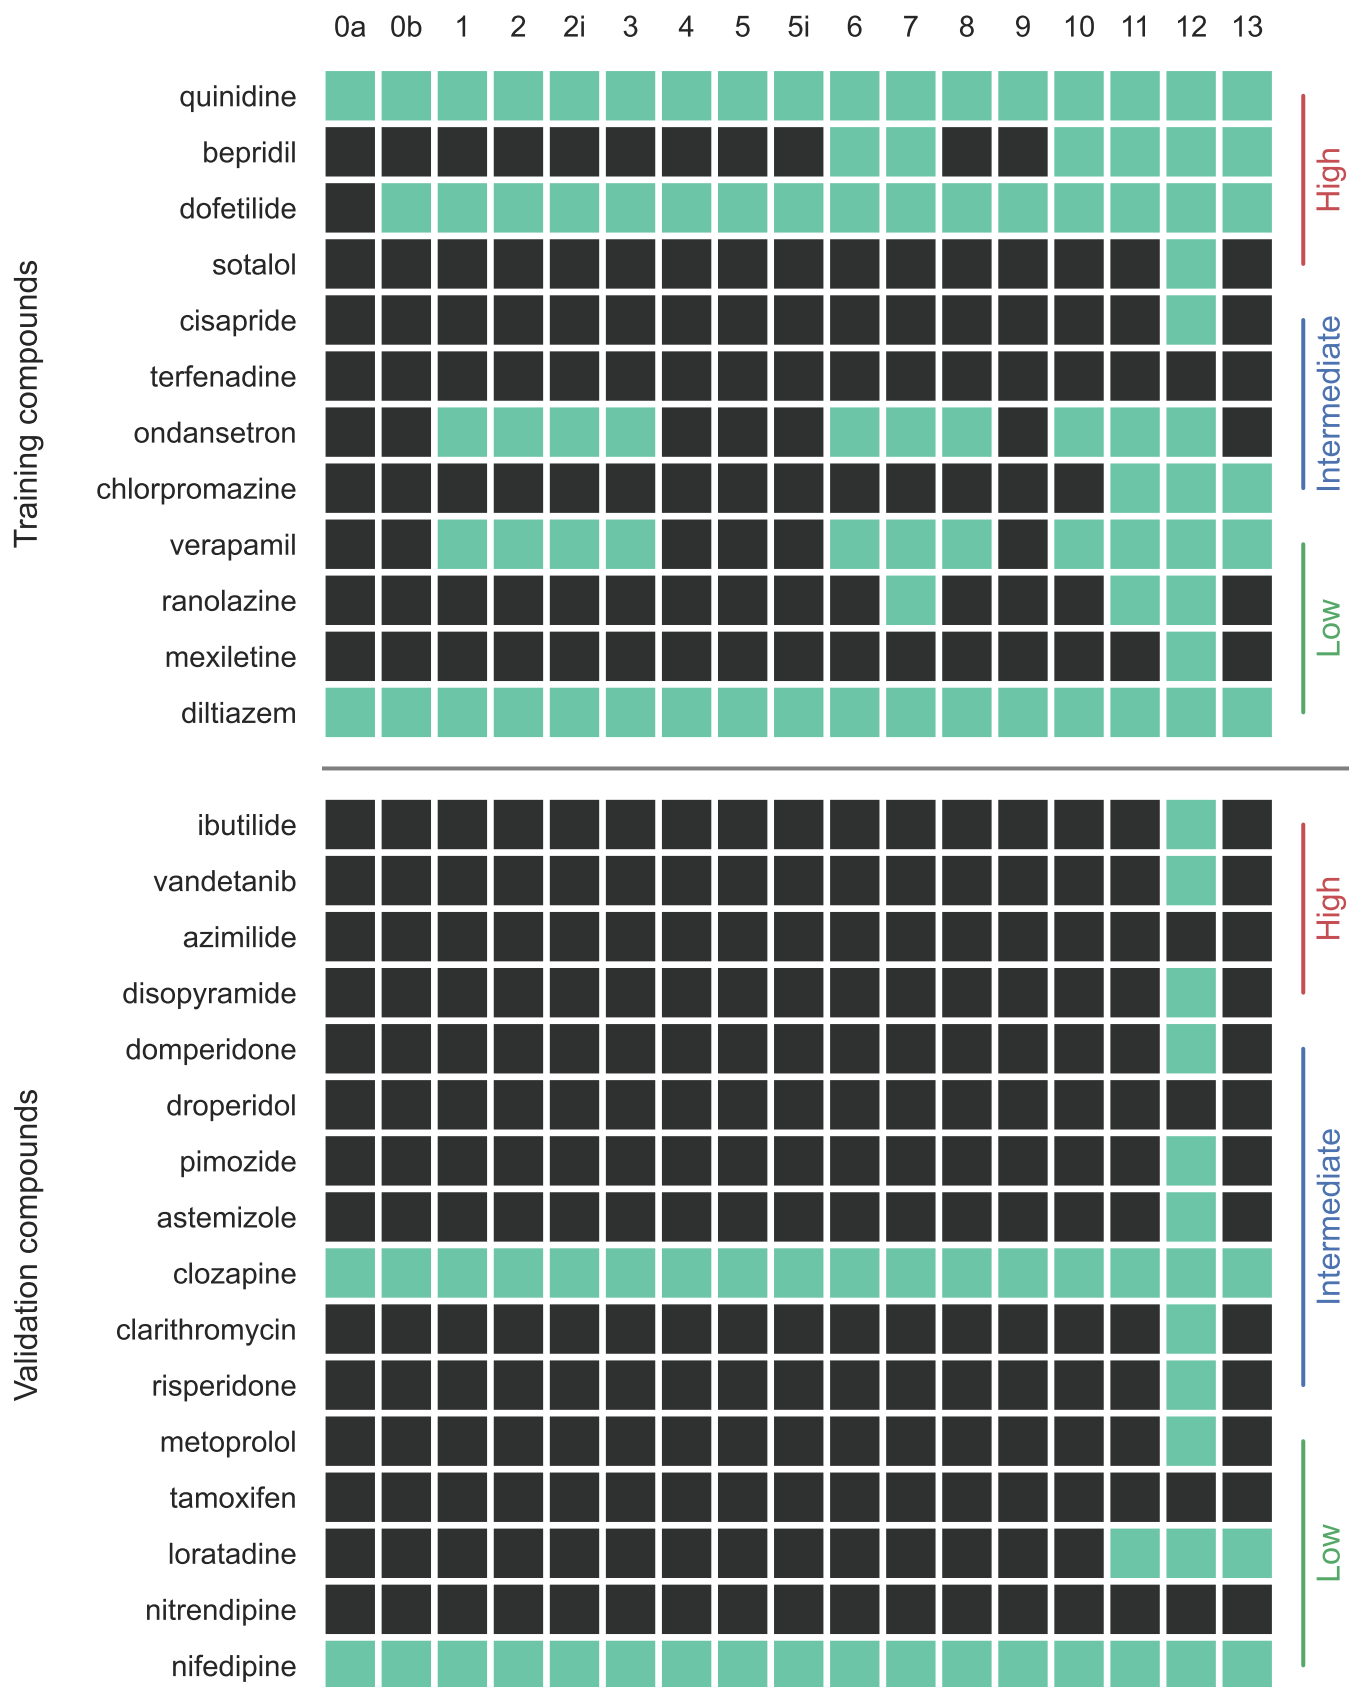 0a 0b 1 2 2i 3 4 5 5i 6 7 8 9 10 11 12 13
Training compounds
quinidine
bepridil
dofetilide
sotalol
cisapride
terfenadine
ondansetron
chlorpromazine
verapamil
ranolazine
mexiletine
diltiazem
High
Intermediate
Low
Validation compounds
ibutilide
vandetanib
azimilide
disopyramide
domperidone
droperidol
pimozide
astemizole
clozapine
clarithromycin
risperidone
metoprolol
tamoxifen
loratadine
nitrendipine
nifedipine
High
Intermediate
Low